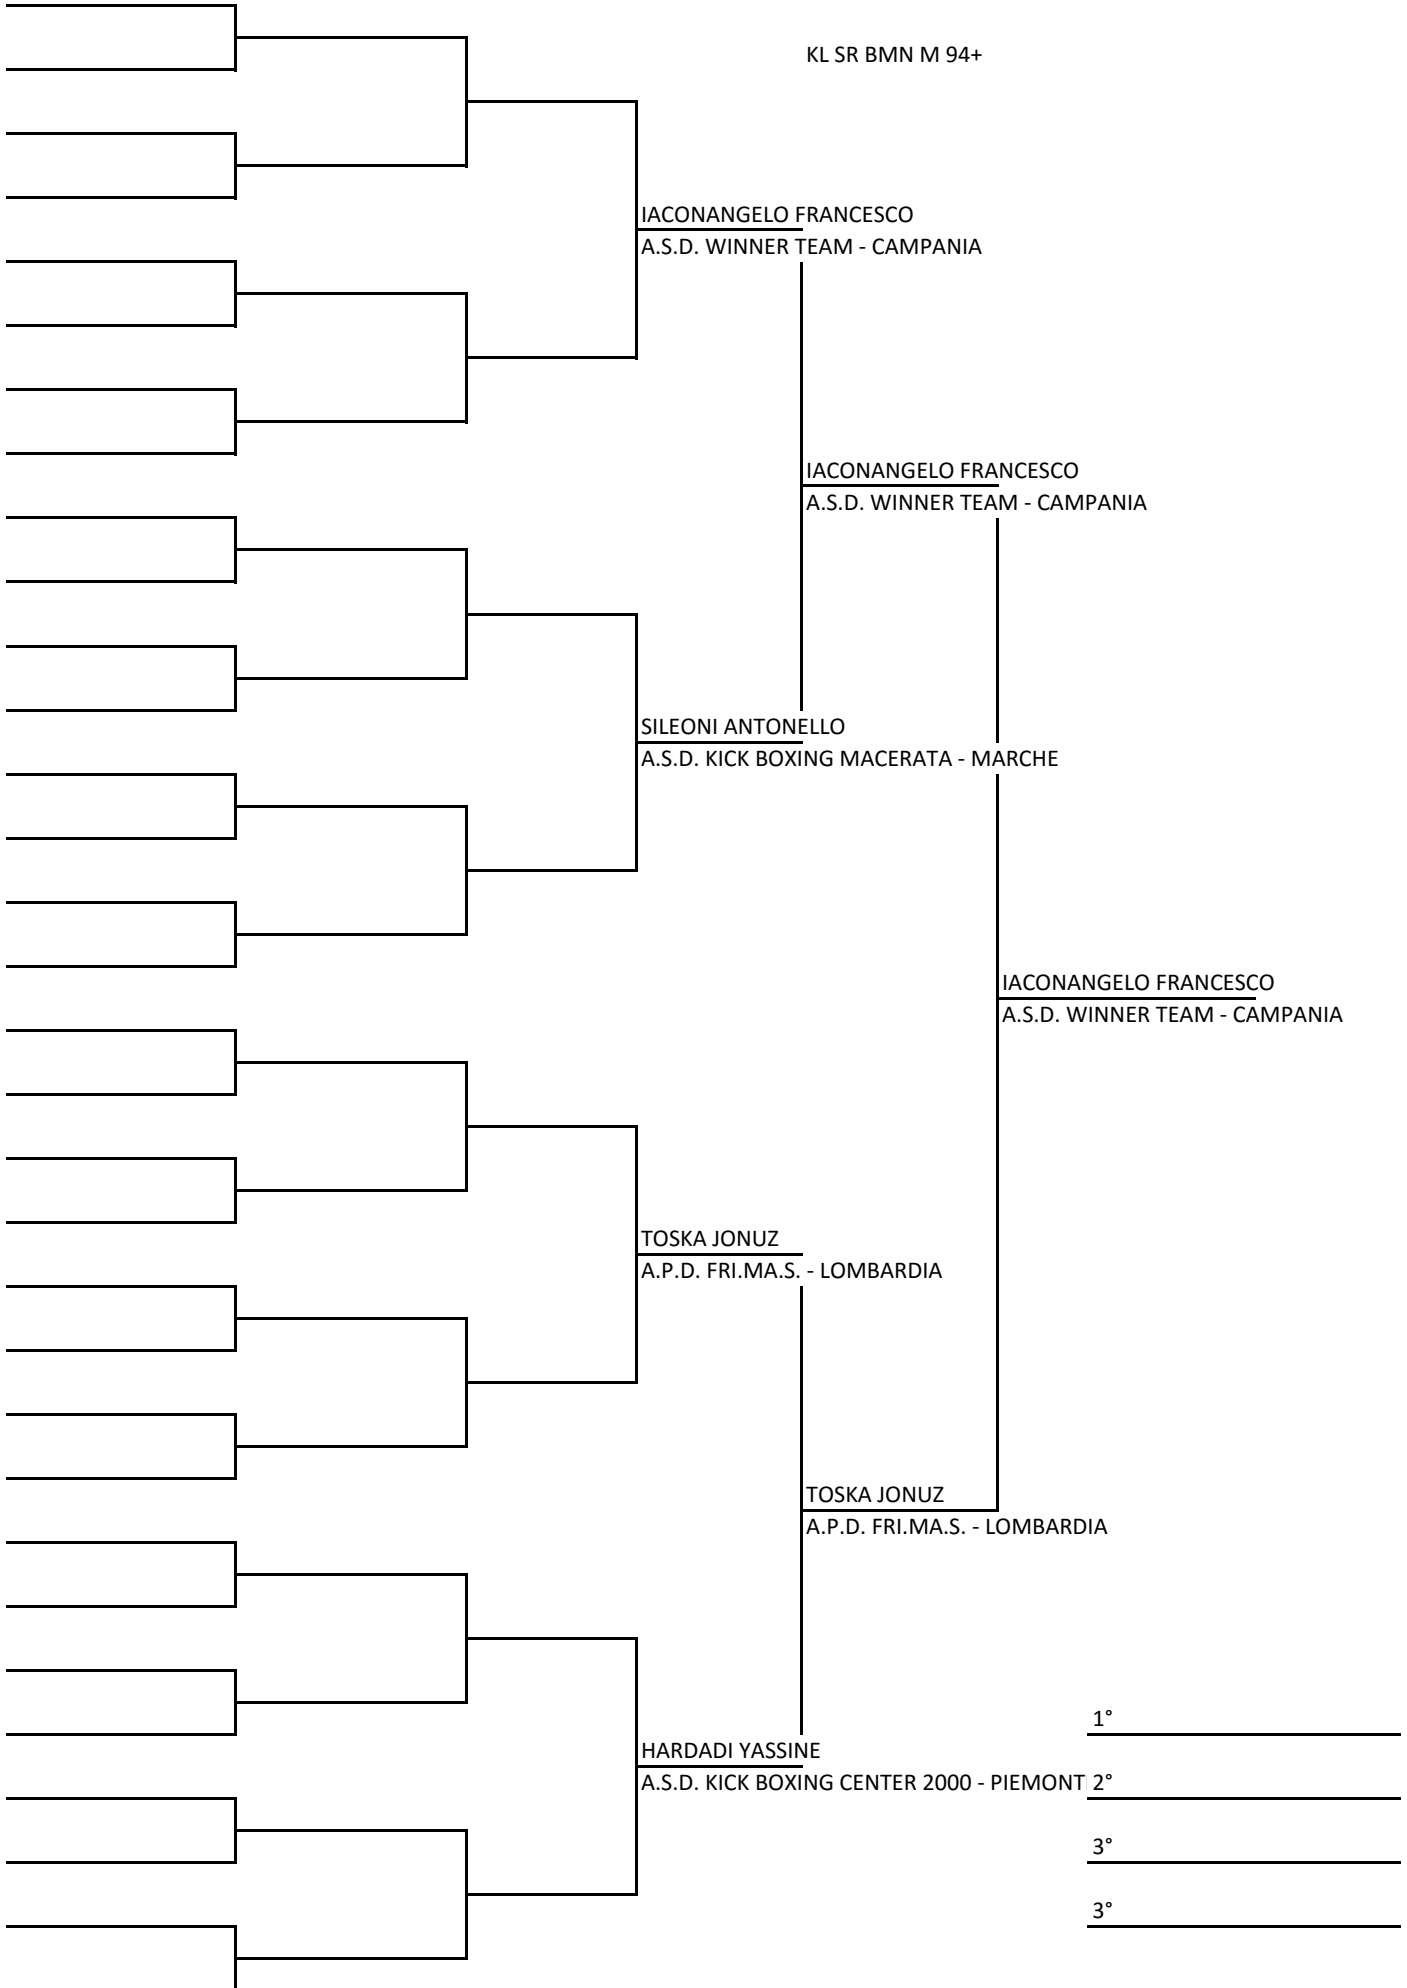 KL SR BMN M 94+
IACONANGELO FRANCESCO
A.S.D. WINNER TEAM - CAMPANIA
IACONANGELO FRANCESCO
A.S.D. WINNER TEAM - CAMPANIA
SILEONI ANTONELLO
A.S.D. KICK BOXING MACERATA - MARCHE
IACONANGELO FRANCESCO
A.S.D. WINNER TEAM - CAMPANIA
TOSKA JONUZ
A.P.D. FRI.MA.S. - LOMBARDIA
TOSKA JONUZ
A.P.D. FRI.MA.S. - LOMBARDIA
1°
HARDADI YASSINE
A.S.D. KICK BOXING CENTER 2000 - PIEMONT
2°
3°
3°